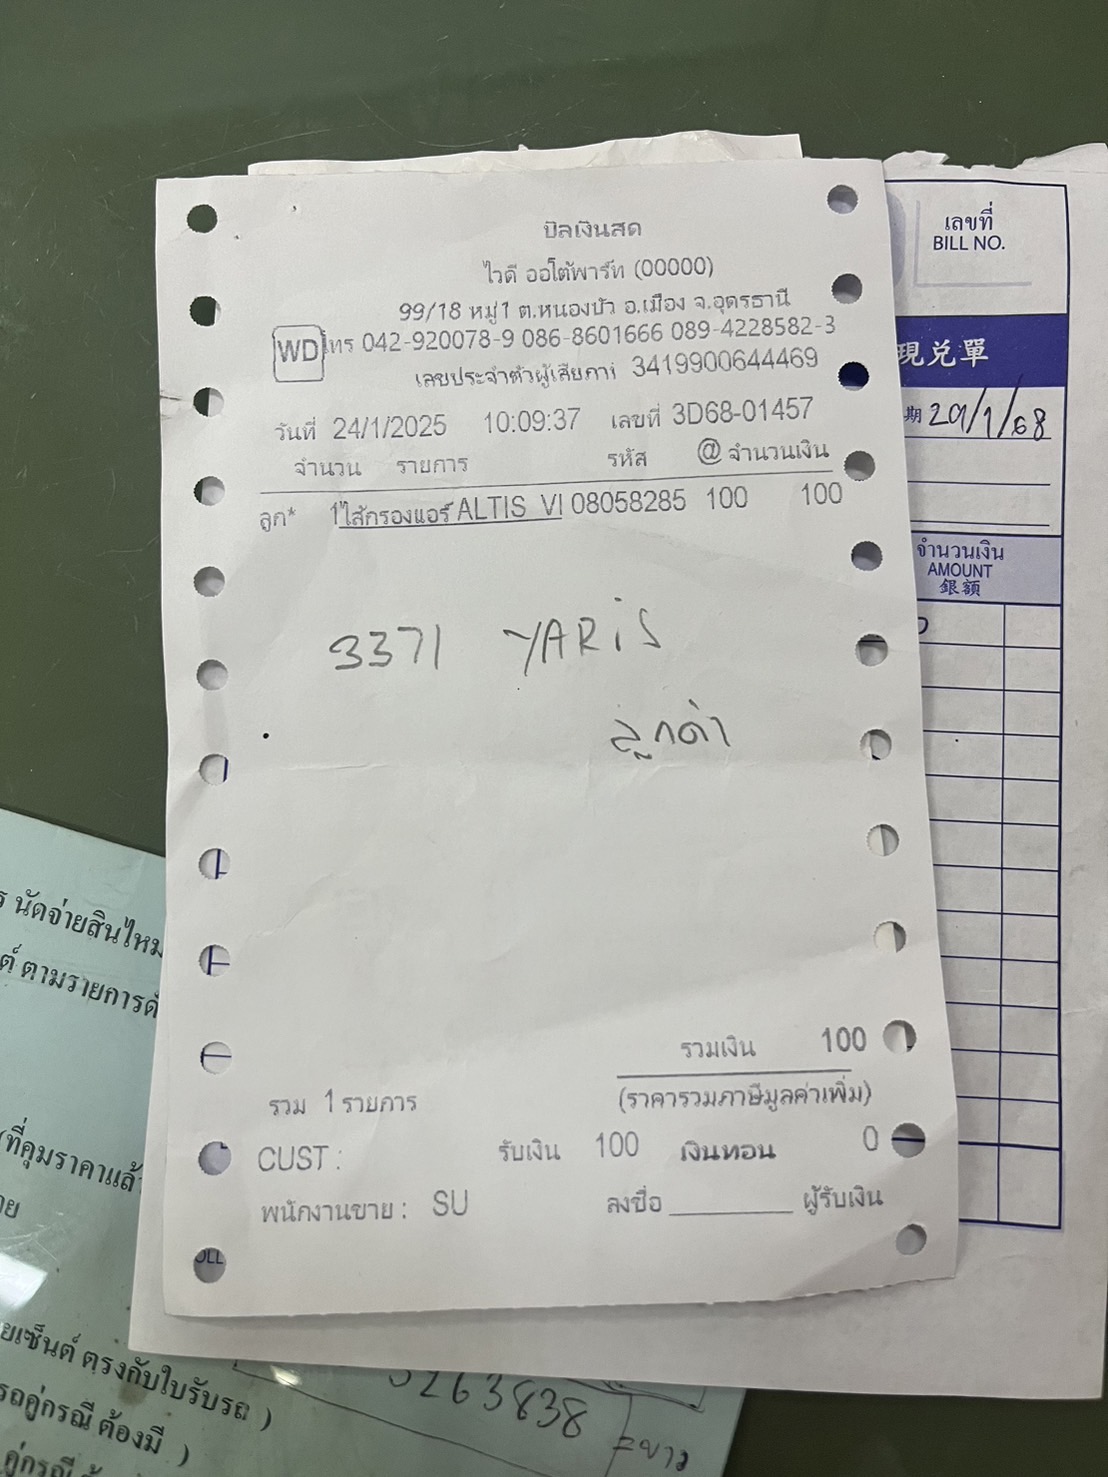 บิลเงินสด
ไวดี ออโต้พาร์ท (00000)
99/18 หมู่1 ต.หนองบัว อ.เมือง จ.อุดรธานี
WD
โทร 042-920078-9 086-8601666 089-4228582-3
เลขประจำตัวผู้เสียภาษี 3419900644469
วันที่ 24/1/2025 10:09:37 เลขที่ 3D68-01457
จำนวน รายการ รหัส @ จำนวนเงิน
ลูก* 1 ไส้กรองแอร์ ALTIS VI 08058285 100 100
3371 YARiS
ลูกค้า
รวมเงิน 100
รวม 1 รายการ (ราคารวมภาษีมูลค่าเพิ่ม)
CUST : รับเงิน 100 เงินทอน 0
พนักงานขาย : SU ลงชื่อ ________ ผู้รับเงิน
เลขที่
BILL NO.
現兌單
期 29/1/68
จำนวนเงิน
AMOUNT
銀額
นัดจ่ายสินไหม
ตามรายการ
(ที่คุมราคาแล้
ตรงกับใบรับรถ )
รถคู่กรณี ต้องมี )
คู่กรณี
5263838
=ขาว